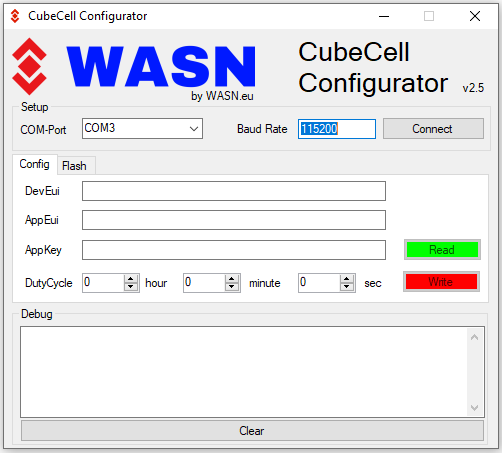 CubeCell Configurator
WASN
by WASN.eu
CubeCell
Configurator v2.5
Setup
COM-Port COM3 Baud Rate 115200 Connect
Config Flash
DevEui
AppEui
AppKey Read
DutyCycle 0 hour 0 minute 0 sec Write
Debug
Clear